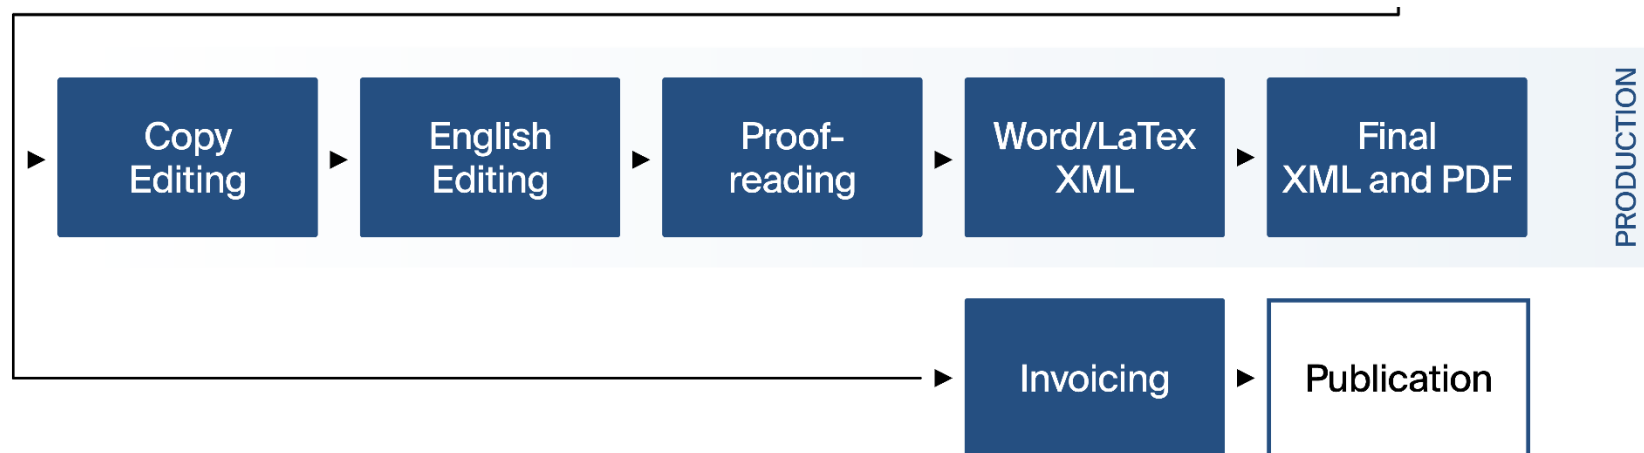 Copy
Editing
English
Editing
Proof-
reading
Word/LaTex
XML
Final
XML and PDF
PRODUCTION
Invoicing
Publication